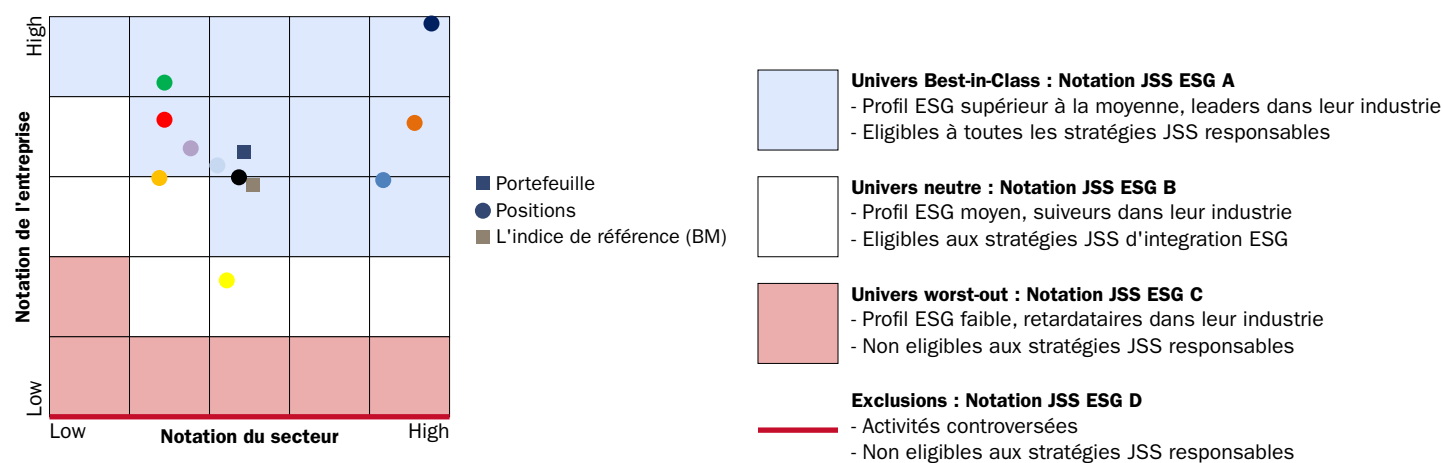 High
Notation de l'entreprise
Low
Low
Notation du secteur
High
Portefeuille
Positions
L'indice de référence (BM)
Univers Best-in-Class : Notation JSS ESG A
- Profil ESG supérieur à la moyenne, leaders dans leur industrie
- Eligibles à toutes les stratégies JSS responsables
Univers neutre : Notation JSS ESG B
- Profil ESG moyen, suiveurs dans leur industrie
- Eligibles aux stratégies JSS d'integration ESG
Univers worst-out : Notation JSS ESG C
- Profil ESG faible, retardataires dans leur industrie
- Non eligibles aux stratégies JSS responsables
Exclusions : Notation JSS ESG D
- Activités controversées
- Non eligibles aux stratégies JSS responsables